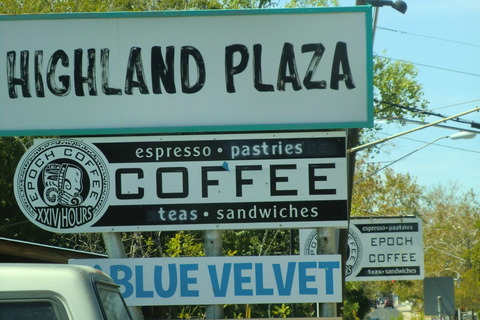 HIGHLAND PLAZA
espresso • pastries
EPOCH COFFEE
XXIV HOURS
COFFEE
teas • sandwiches
BLUE VELVET
espresso • pastries
EPOCH
COFFEE
teas • sandwiches